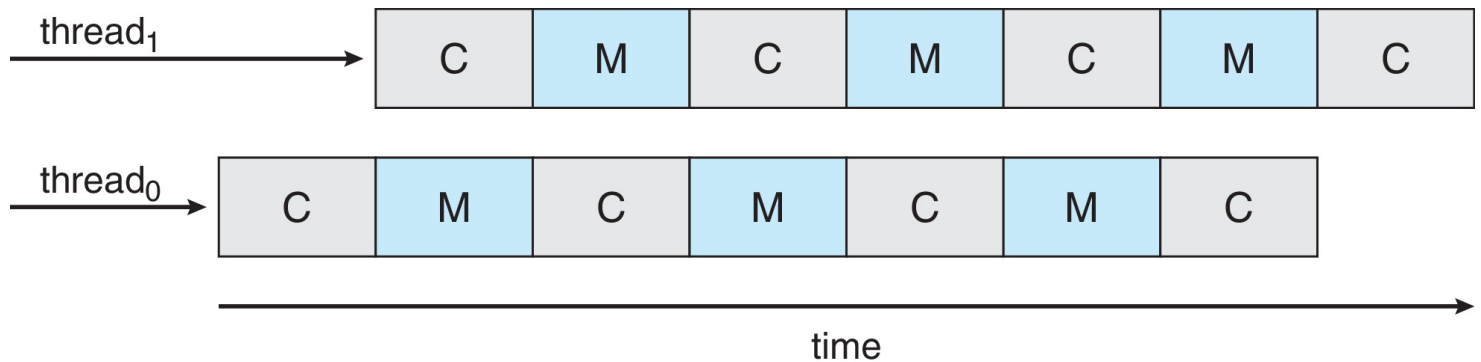 thread₁ C M C M C M C
thread₀ C M C M C M C
time